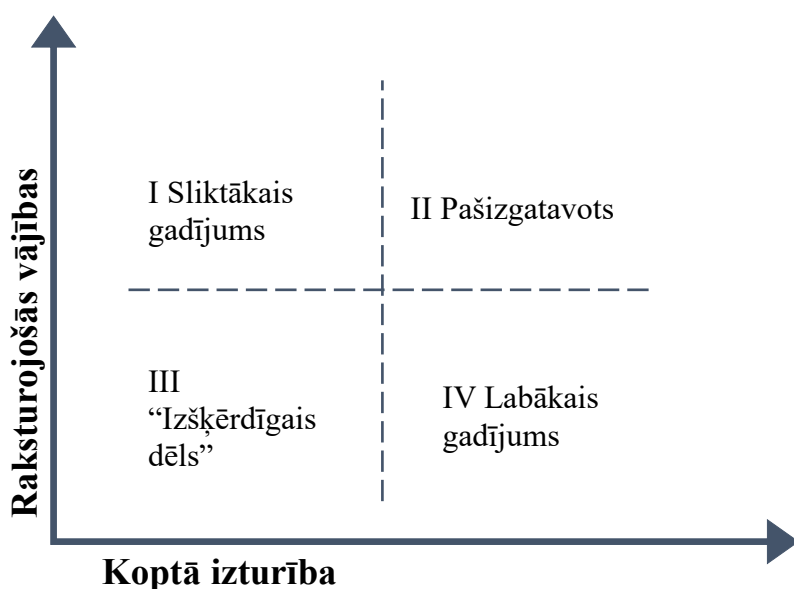 Raksturojošās vājības
I Sliktākais
gadījums
II Pašizgatavots
III
“Izšķērdīgais
dēls”
IV Labākais
gadījums
Koptā izturība